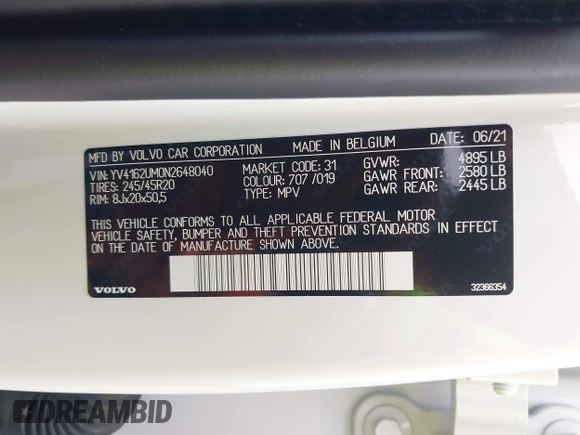 MFD BY VOLVO CAR CORPORATION MADE IN BELGIUM DATE: 06/21
VIN: YV4162UM0N2648040 MARKET CODE: 31 GVWR: 4895 LB
TIRES: 245/45R20 COLOUR: 707 /019 GAWR FRONT: 2580 LB
RIM: 8Jx20x50,5 TYPE: MPV GAWR REAR: 2445 LB
THIS VEHICLE CONFORMS TO ALL APPLICABLE FEDERAL MOTOR
VEHICLE SAFETY, BUMPER AND THEFT PREVENTION STANDARDS IN EFFECT
ON THE DATE OF MANUFACTURE SHOWN ABOVE.
VOLVO 32366354
DREAMBID